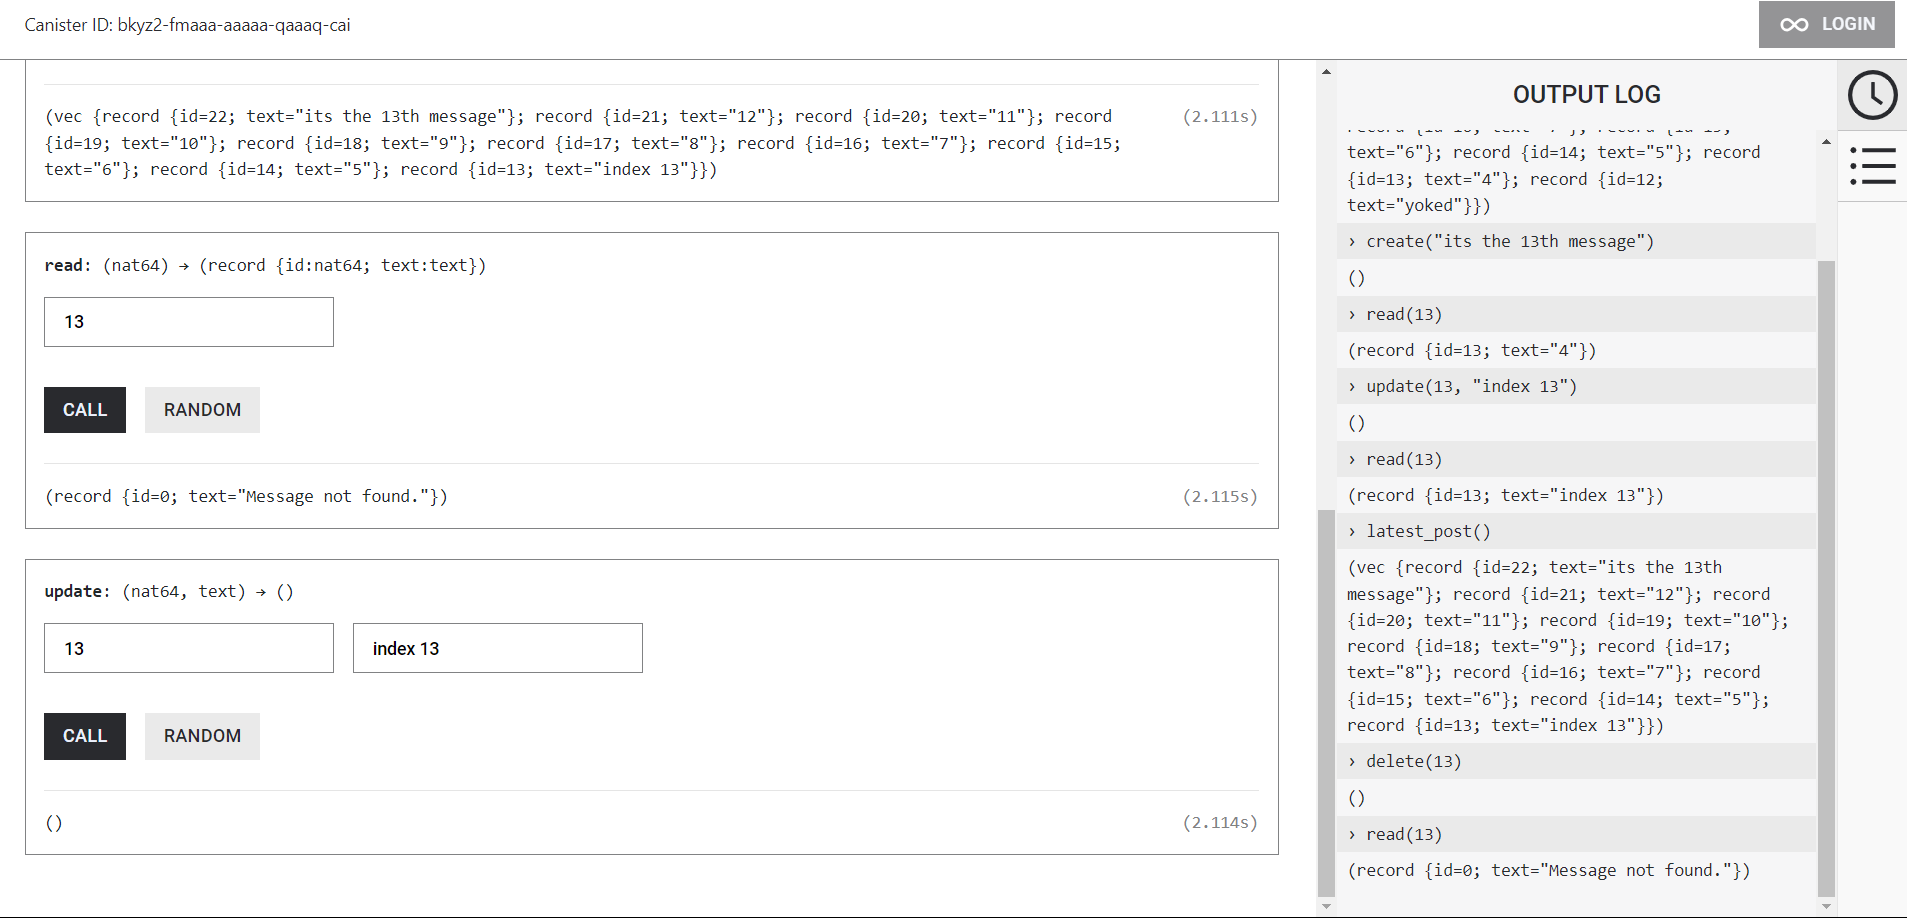 Canister ID: bkyz2-fmaaa-aaaaa-qaaaq-cai
LOGIN
(vec {record {id=22; text="its the 13th message"}; record {id=21; text="12"}; record {id=20; text="11"}; record
{id=19; text="10"}; record {id=18; text="9"}; record {id=17; text="8"}; record {id=16; text="7"}; record {id=15;
text="6"}; record {id=14; text="5"}; record {id=13; text="index 13"}})
(2.111s)
read: (nat64) → (record {id:nat64; text:text})
13
CALL
RANDOM
(record {id=0; text="Message not found."})
(2.115s)
update: (nat64, text) → ()
13
index 13
CALL
RANDOM
()
(2.114s)
OUTPUT LOG
text="6"}; record {id=14; text="5"}; record
{id=13; text="4"}; record {id=12;
text="yoked"}})
› create("its the 13th message")
()
› read(13)
(record {id=13; text="4"})
› update(13, "index 13")
()
› read(13)
(record {id=13; text="index 13"})
› latest_post()
(vec {record {id=22; text="its the 13th
message"}; record {id=21; text="12"}; record
{id=20; text="11"}; record {id=19; text="10"};
record {id=18; text="9"}; record {id=17;
text="8"}; record {id=16; text="7"}; record
{id=15; text="6"}; record {id=14; text="5"};
record {id=13; text="index 13"}})
› delete(13)
()
› read(13)
(record {id=0; text="Message not found."})